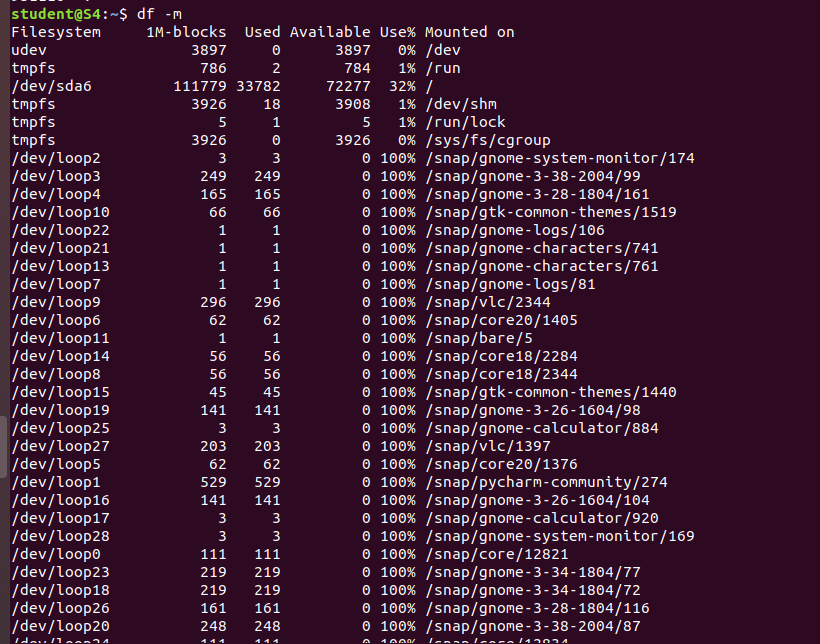 student@S4:~$ df -m
Filesystem     1M-blocks  Used Available Use% Mounted on
udev                3897     0      3897   0% /dev
tmpfs                786     2       784   1% /run
/dev/sda6         111779 33782     72277  32% /
tmpfs               3926    18      3908   1% /dev/shm
tmpfs                  5     1         5   1% /run/lock
tmpfs               3926     0      3926   0% /sys/fs/cgroup
/dev/loop2             3     3         0 100% /snap/gnome-system-monitor/174
/dev/loop3           249   249         0 100% /snap/gnome-3-38-2004/99
/dev/loop4           165   165         0 100% /snap/gnome-3-28-1804/161
/dev/loop10           66    66         0 100% /snap/gtk-common-themes/1519
/dev/loop22            1     1         0 100% /snap/gnome-logs/106
/dev/loop21            1     1         0 100% /snap/gnome-characters/741
/dev/loop13            1     1         0 100% /snap/gnome-characters/761
/dev/loop7             1     1         0 100% /snap/gnome-logs/81
/dev/loop9           296   296         0 100% /snap/vlc/2344
/dev/loop6            62    62         0 100% /snap/core20/1405
/dev/loop11            1     1         0 100% /snap/bare/5
/dev/loop14           56    56         0 100% /snap/core18/2284
/dev/loop8            56    56         0 100% /snap/core18/2344
/dev/loop15           45    45         0 100% /snap/gtk-common-themes/1440
/dev/loop19          141   141         0 100% /snap/gnome-3-26-1604/98
/dev/loop25            3     3         0 100% /snap/gnome-calculator/884
/dev/loop27          203   203         0 100% /snap/vlc/1397
/dev/loop5            62    62         0 100% /snap/core20/1376
/dev/loop1           529   529         0 100% /snap/pycharm-community/274
/dev/loop16          141   141         0 100% /snap/gnome-3-26-1604/104
/dev/loop17            3     3         0 100% /snap/gnome-calculator/920
/dev/loop28            3     3         0 100% /snap/gnome-system-monitor/169
/dev/loop0           111   111         0 100% /snap/core/12821
/dev/loop23          219   219         0 100% /snap/gnome-3-34-1804/77
/dev/loop18          219   219         0 100% /snap/gnome-3-34-1804/72
/dev/loop26          161   161         0 100% /snap/gnome-3-28-1804/116
/dev/loop20          248   248         0 100% /snap/gnome-3-38-2004/87
/dev/loop24          111   111         0 100% /snap/core/12834